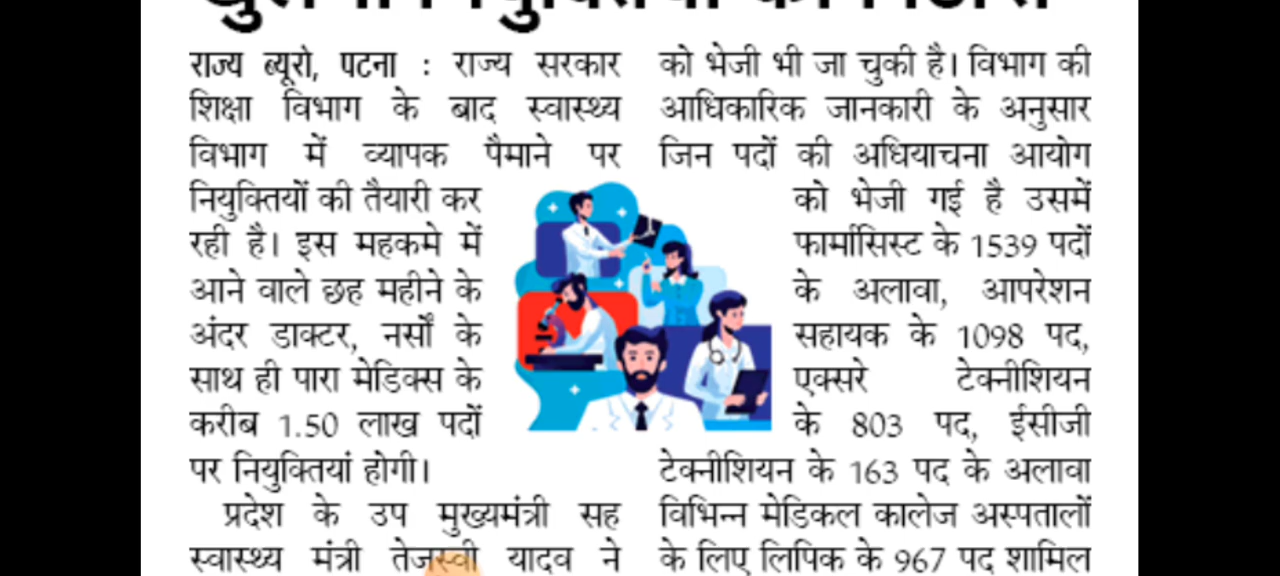 राज्य ब्यूरो, पटना : राज्य सरकार
शिक्षा विभाग के बाद स्वास्थ्य
विभाग में व्यापक पैमाने पर
नियुक्तियों की तैयारी कर
रही है। इस महकमे में
आने वाले छह महीने के
अंदर डाक्टर, नर्सों के
साथ ही पारा मेडिक्स के
करीब 1.50 लाख पदों
पर नियुक्तियां होगी।
प्रदेश के उप मुख्यमंत्री सह
स्वास्थ्य मंत्री तेजस्वी यादव ने
को भेजी भी जा चुकी है। विभाग की
आधिकारिक जानकारी के अनुसार
जिन पदों की अधियाचना आयोग
को भेजी गई है उसमें
फार्मासिस्ट के 1539 पदों
के अलावा, आपरेशन
सहायक के 1098 पद,
एक्सरे टेक्नीशियन
के 803 पद, ईसीजी
टेक्नीशियन के 163 पद के अलावा
विभिन्न मेडिकल कालेज अस्पतालों
के लिए लिपिक के 967 पद शामिल